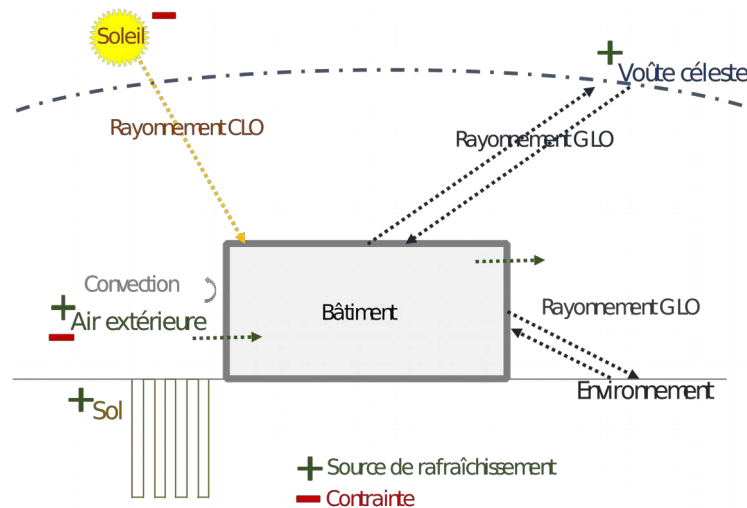 Soleil
Voûte céleste
Rayonnement CLO
Rayonnement GLO
Convection
Bâtiment
Rayonnement GLO
Air extérieure
Environnement
Sol
Source de rafraîchissement
Contrainte